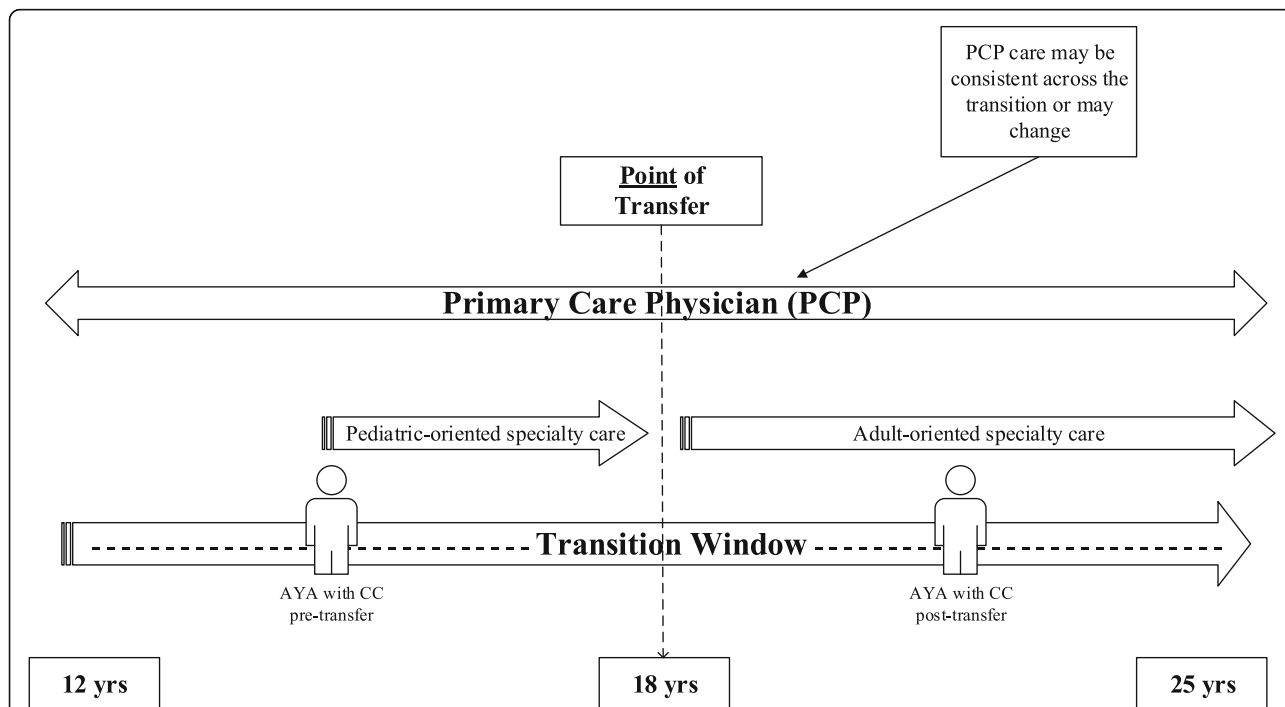 PCP care may be
consistent across the
transition or may
change
Point of
Transfer
Primary Care Physician (PCP)
Pediatric-oriented specialty care
Adult-oriented specialty care
Transition Window
AYA with CC
pre-transfer
AYA with CC
post-transfer
12 yrs
18 yrs
25 yrs